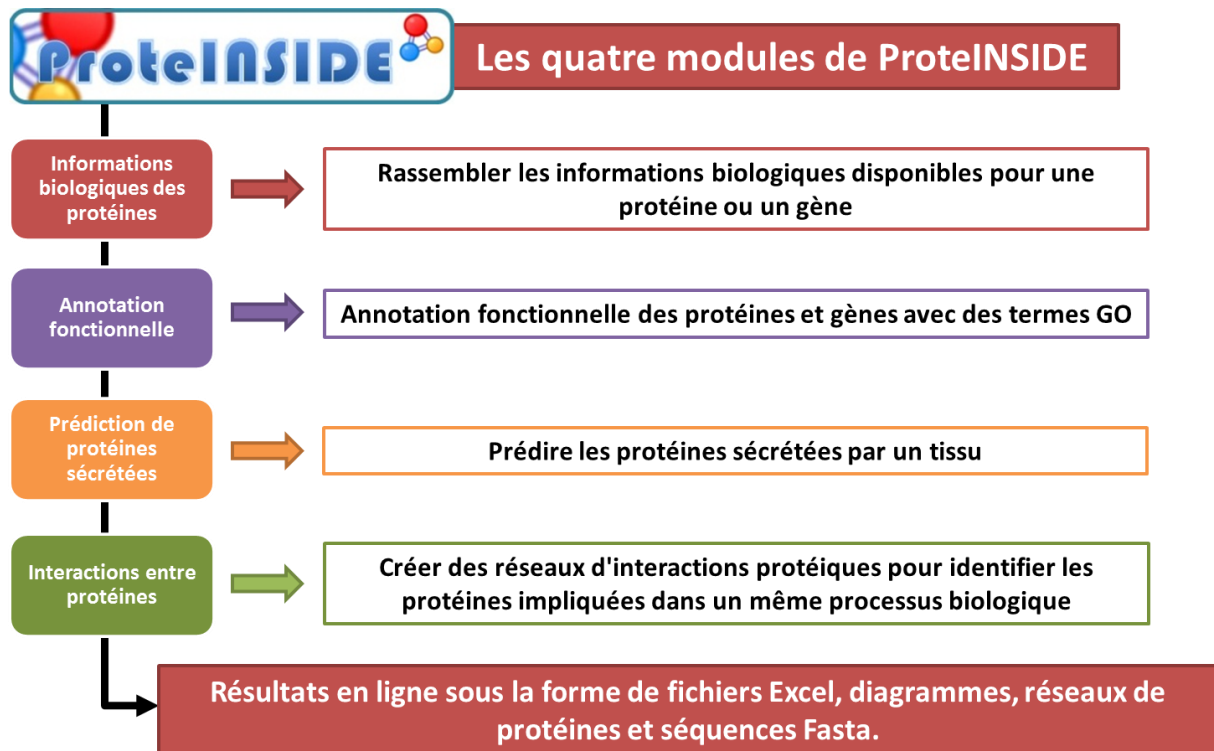 ProteINSIDE
Les quatre modules de ProteINSIDE
Informations
biologiques des
protéines
Rassembler les informations biologiques disponibles pour une
protéine ou un gène
Annotation
fonctionnelle
Annotation fonctionnelle des protéines et gènes avec des termes GO
Prédiction de
protéines
sécrétées
Prédire les protéines sécrétées par un tissu
Interactions entre
protéines
Créer des réseaux d'interactions protéiques pour identifier les
protéines impliquées dans un même processus biologique
Résultats en ligne sous la forme de fichiers Excel, diagrammes, réseaux de
protéines et séquences Fasta.